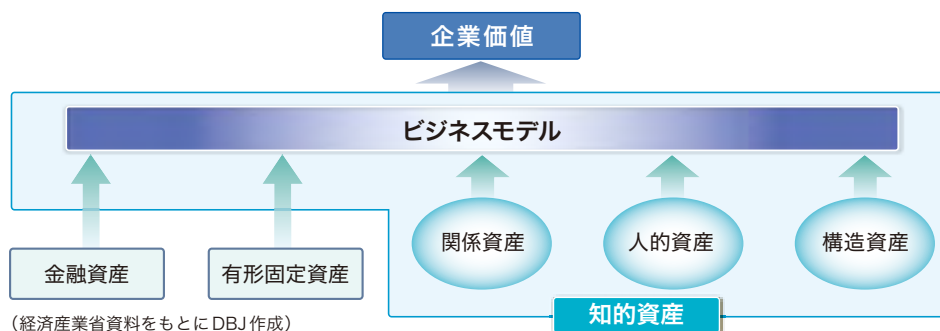 企業価値
ビジネスモデル
関係資産
人的資産
構造資産
金融資産
有形固定資産
知的資産
（経済産業省資料をもとにDBJ作成）